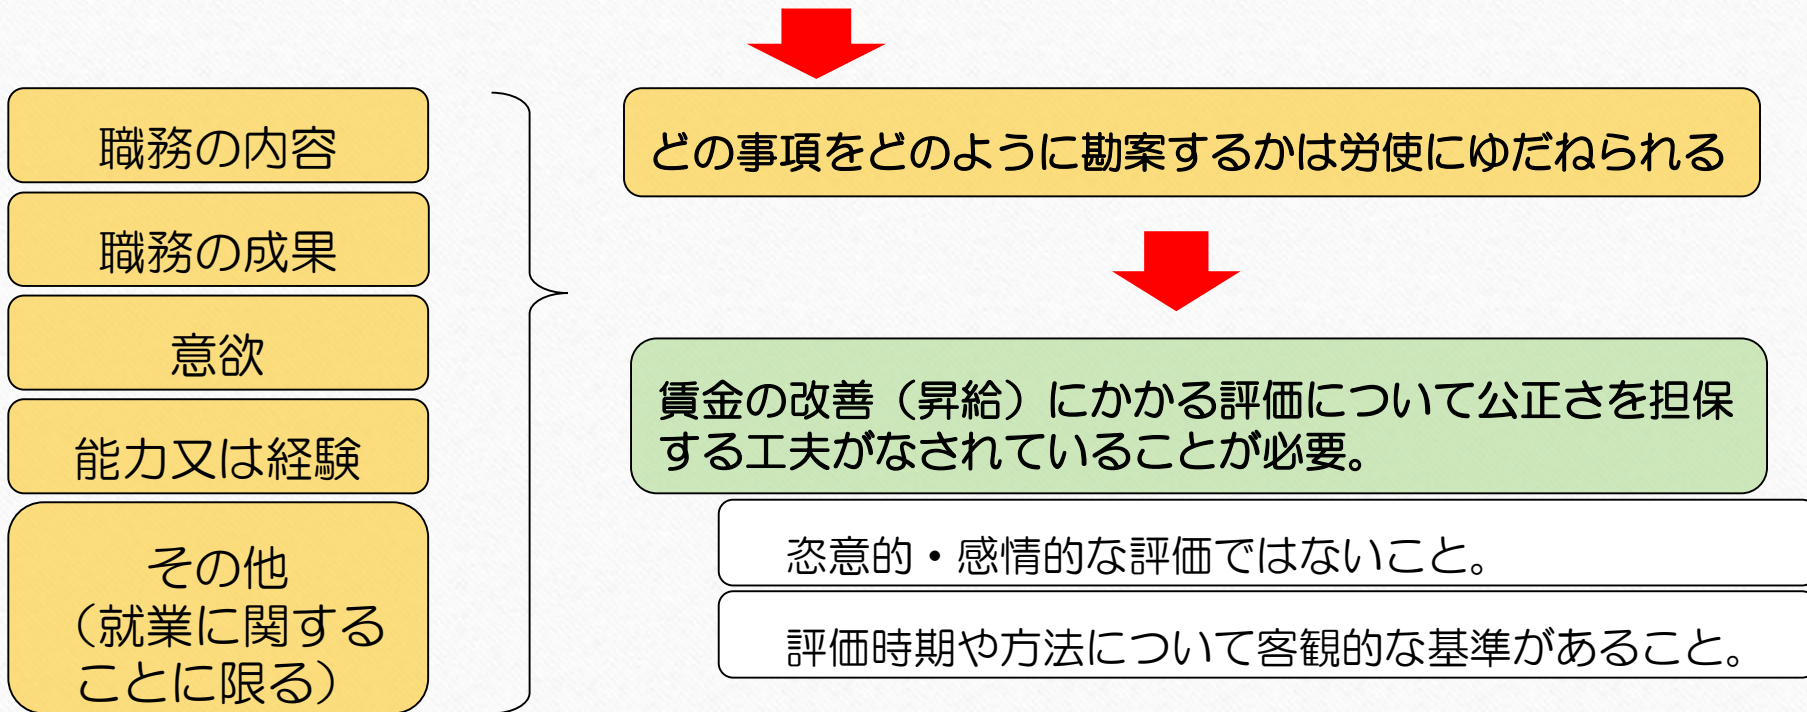 職務の内容
職務の成果
意欲
能力又は経験
その他
（就業に関する
ことに限る）
どの事項をどのように勘案するかは労使にゆだねられる
賃金の改善（昇給）にかかる評価について公正さを担保
する工夫がなされていることが必要。
恣意的・感情的な評価ではないこと。
評価時期や方法について客観的な基準があること。